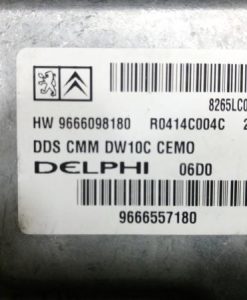 8265LC0
HW 9666098180 R0414C004C 2
DDS CMM DW10C CEMO
DELPHI 06D0
9666557180